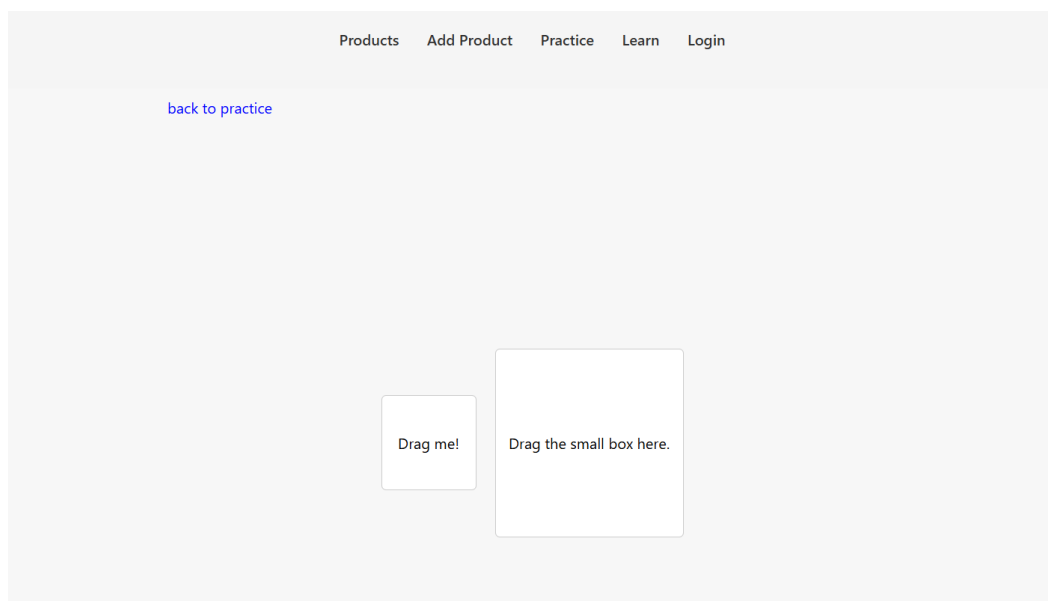 Products Add Product Practice Learn Login
back to practice
Drag me!
Drag the small box here.